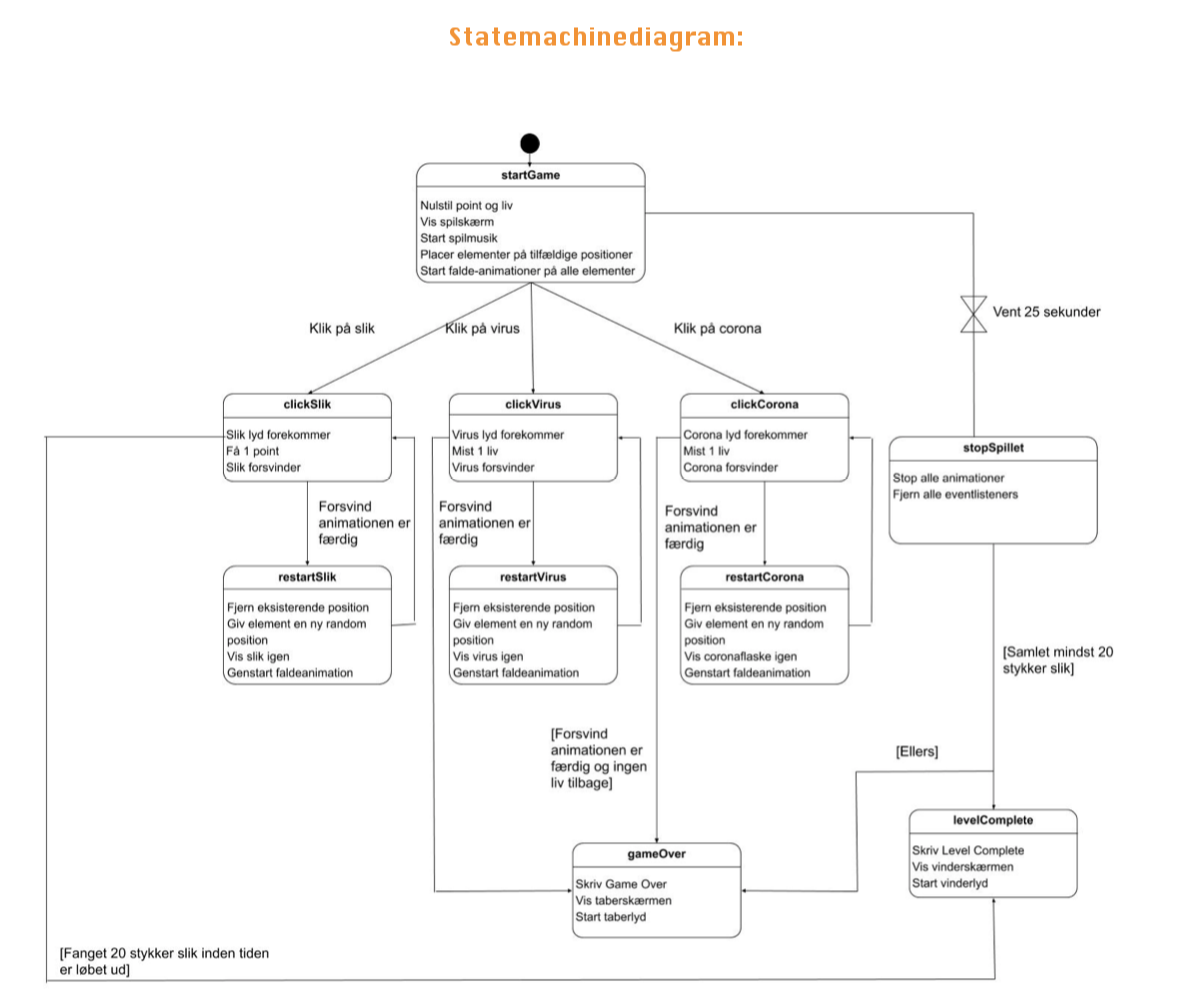 Statemachinediagram:
startGame
Nulstil point og liv
Vis spilskærm
Start spilmusik
Placer elementer på tilfældige positioner
Start falde-animationer på alle elementer
Vent 25 sekunder
Klik på slik
Klik på virus
Klik på corona
clickSlik
Slik lyd forekommer
Få 1 point
Slik forsvinder
clickVirus
Virus lyd forekommer
Mist 1 liv
Virus forsvinder
clickCorona
Corona lyd forekommer
Mist 1 liv
Corona forsvinder
stopSpillet
Stop alle animationer
Fjern alle eventlisteners
Forsvind
animationen er
færdig
Forsvind
animationen er
færdig
Forsvind
animationen er
færdig
restartSlik
Fjern eksisterende position
Giv element en ny random
position
Vis slik igen
Genstart faldeanimation
restartVirus
Fjern eksisterende position
Giv element en ny random
position
Vis virus igen
Genstart faldeanimation
restartCorona
Fjern eksisterende position
Giv element en ny random
position
Vis coronaflaske igen
Genstart faldeanimation
[Samlet mindst 20
stykker slik]
[Forsvind
animationen er
færdig og ingen
liv tilbage]
[Ellers]
levelComplete
Skriv Level Complete
Vis vinderskærmen
Start vinderlyd
gameOver
Skriv Game Over
Vis taberskærmen
Start taberlyd
[Fanget 20 stykker slik inden tiden
er løbet ud]